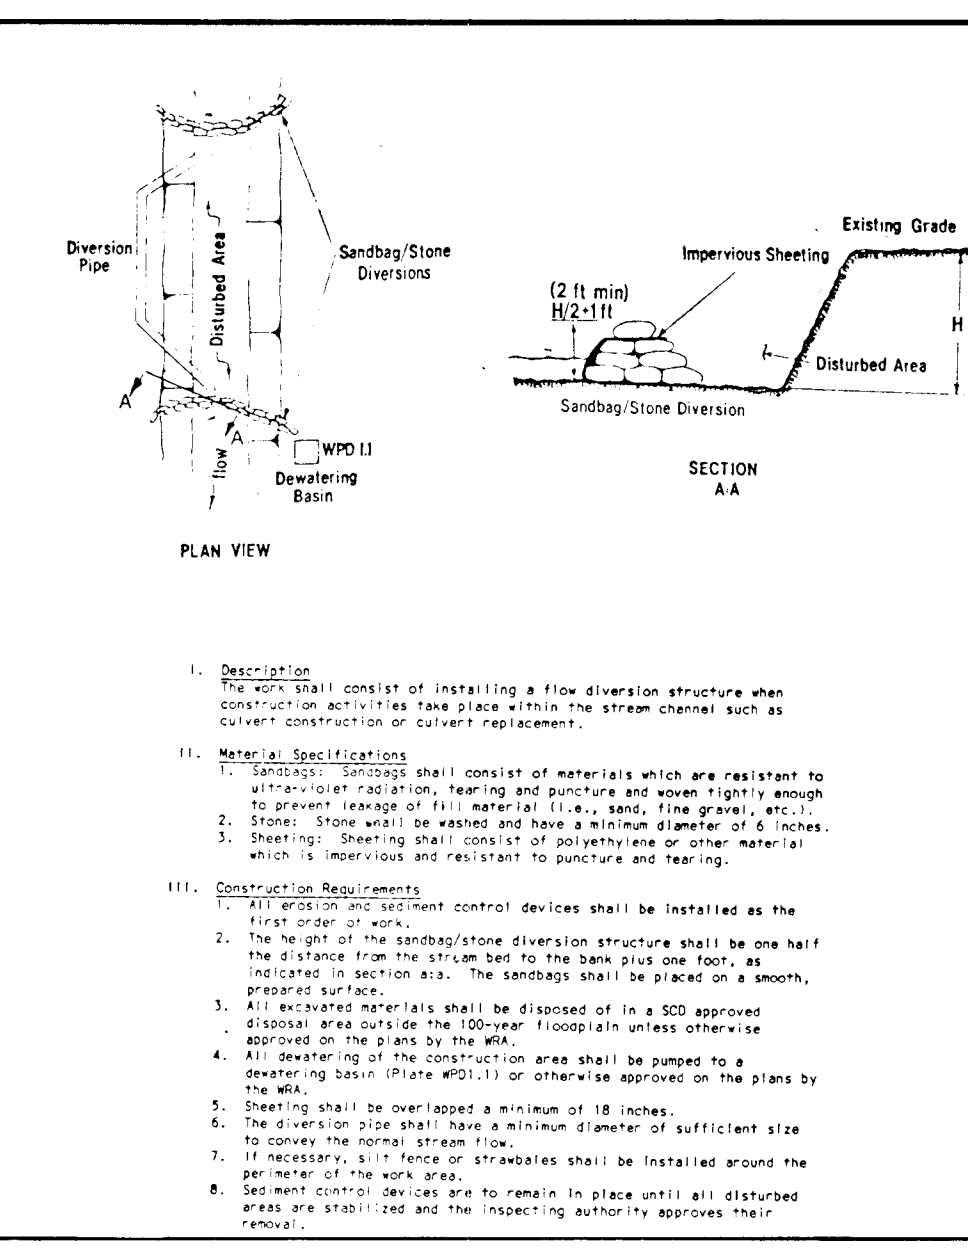 Diversion
Pipe
Disturbed Area
Sandbag/Stone
Diversions
A
A
flow
WPD 1.1
Dewatering
Basin
PLAN VIEW
Existing Grade
Impervious Sheeting
(2 ft min)
H/2+1ft
H
Disturbed Area
Sandbag/Stone Diversion
SECTION
A:A
I. Description
The work shall consist of installing a flow diversion structure when
construction activities take place within the stream channel such as
culvert construction or culvert replacement.
II. Material Specifications
1. Sandbags: Sandbags shall consist of materials which are resistant to
ultra-violet radiation, tearing and puncture and woven tightly enough
to prevent leakage of fill material (i.e., sand, fine gravel, etc.).
2. Stone: Stone shall be washed and have a minimum diameter of 6 inches.
3. Sheeting: Sheeting shall consist of polyethylene or other material
which is impervious and resistant to puncture and tearing.
III. Construction Requirements
1. All erosion and sediment control devices shall be installed as the
first order of work.
2. The height of the sandbag/stone diversion structure shall be one half
the distance from the stream bed to the bank plus one foot, as
indicated in section a:a. The sandbags shall be placed on a smooth,
prepared surface.
3. All excavated materials shall be disposed of in a SCD approved
disposal area outside the 100-year floodplain unless otherwise
approved on the plans by the WRA.
4. All dewatering of the construction area shall be pumped to a
dewatering basin (Plate WPD1.1) or otherwise approved on the plans by
the WRA.
5. Sheeting shall be overlapped a minimum of 18 inches.
6. The diversion pipe shall have a minimum diameter of sufficient size
to convey the normal stream flow.
7. If necessary, silt fence or strawbales shall be installed around the
perimeter of the work area.
8. Sediment control devices are to remain in place until all disturbed
areas are stabilized and the inspecting authority approves their
removal.